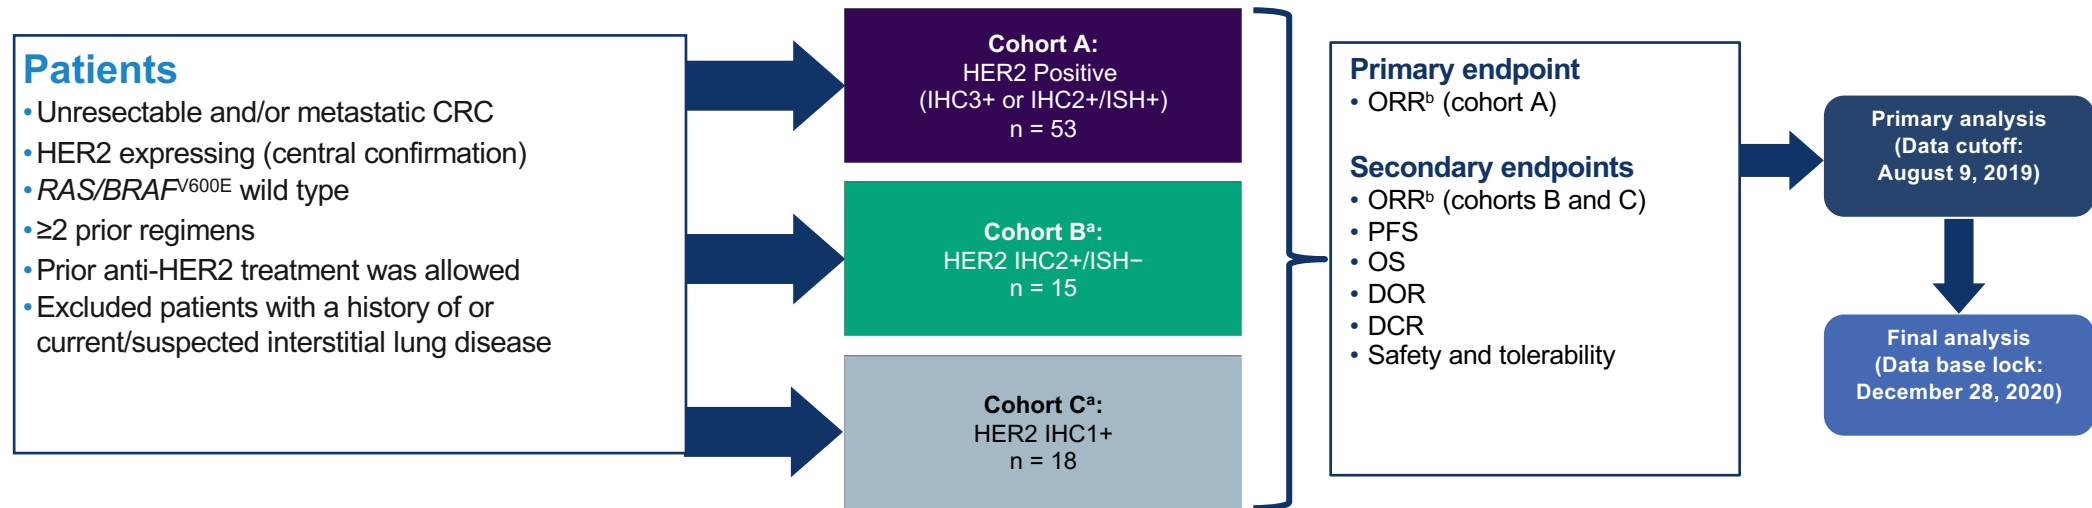 Patients
• Unresectable and/or metastatic CRC
• HER2 expressing (central confirmation)
• RAS/BRAFV600E wild type
• ≥2 prior regimens
• Prior anti-HER2 treatment was allowed
• Excluded patients with a history of or
current/suspected interstitial lung disease
Cohort A:
HER2 Positive
(IHC3+ or IHC2+/ISH+)
n = 53
Cohort Bª:
HER2 IHC2+/ISH−
n = 15
Cohort Cª:
HER2 IHC1+
n = 18
Primary endpoint
• ORRᵇ (cohort A)
Secondary endpoints
• ORRᵇ (cohorts B and C)
• PFS
• OS
• DOR
• DCR
• Safety and tolerability
Primary analysis
(Data cutoff:
August 9, 2019)
Final analysis
(Data base lock:
December 28, 2020)